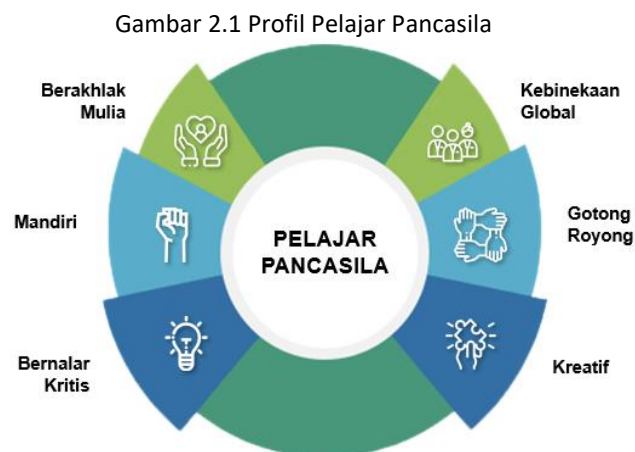 Gambar 2.1 Profil Pelajar Pancasila
Berakhlak
Mulia
Kebinekaan
Global
Mandiri
PELAJAR
PANCASILA
Gotong
Royong
Bernalar
Kritis
Kreatif